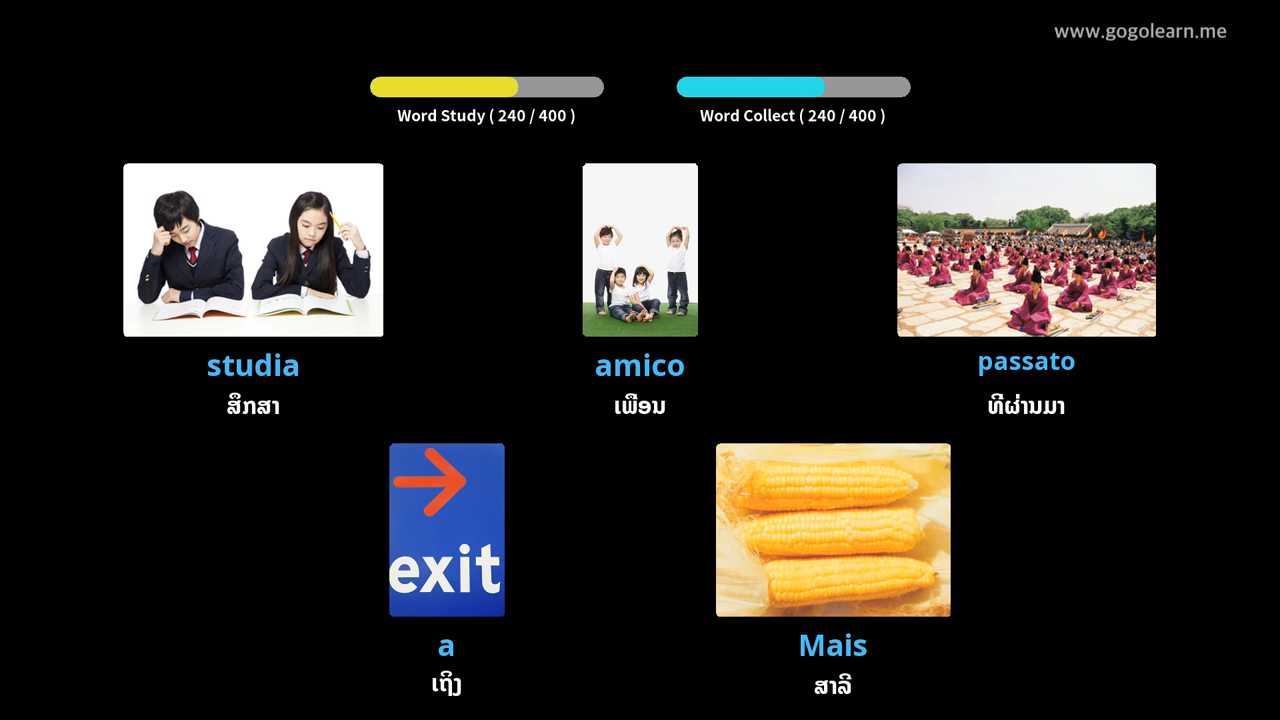 www.gogolearn.me
Word Study ( 240 / 400 )
Word Collect ( 240 / 400 )
studia
ສຶກສາ
amico
ເພື່ອນ
passato
ທີ່ຜ່ານມາ
exit
a
ເຖິງ
Mais
ສາລີ